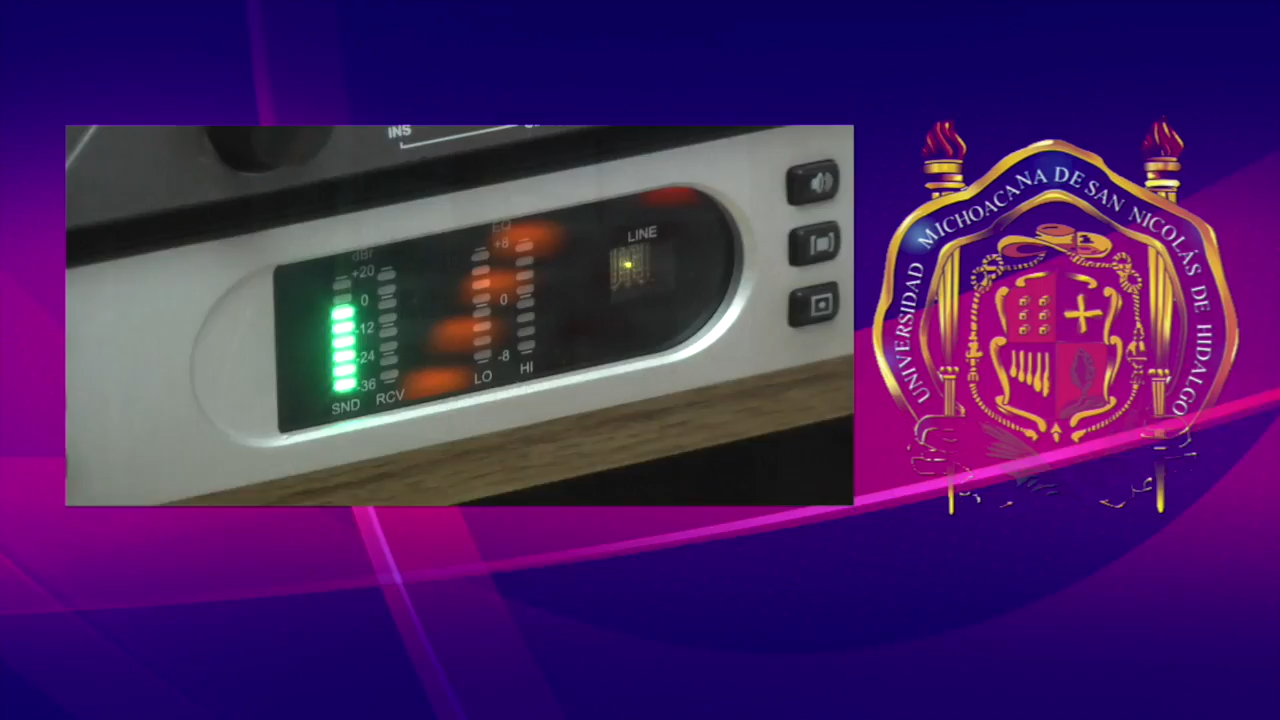 INS
dBr
EQ
+20
0
-12
-24
-36
SND RCV
+8
0
-8
LO HI
LINE
UNIVERSIDAD MICHOACANA DE SAN NICOLÁS DE HIDALGO